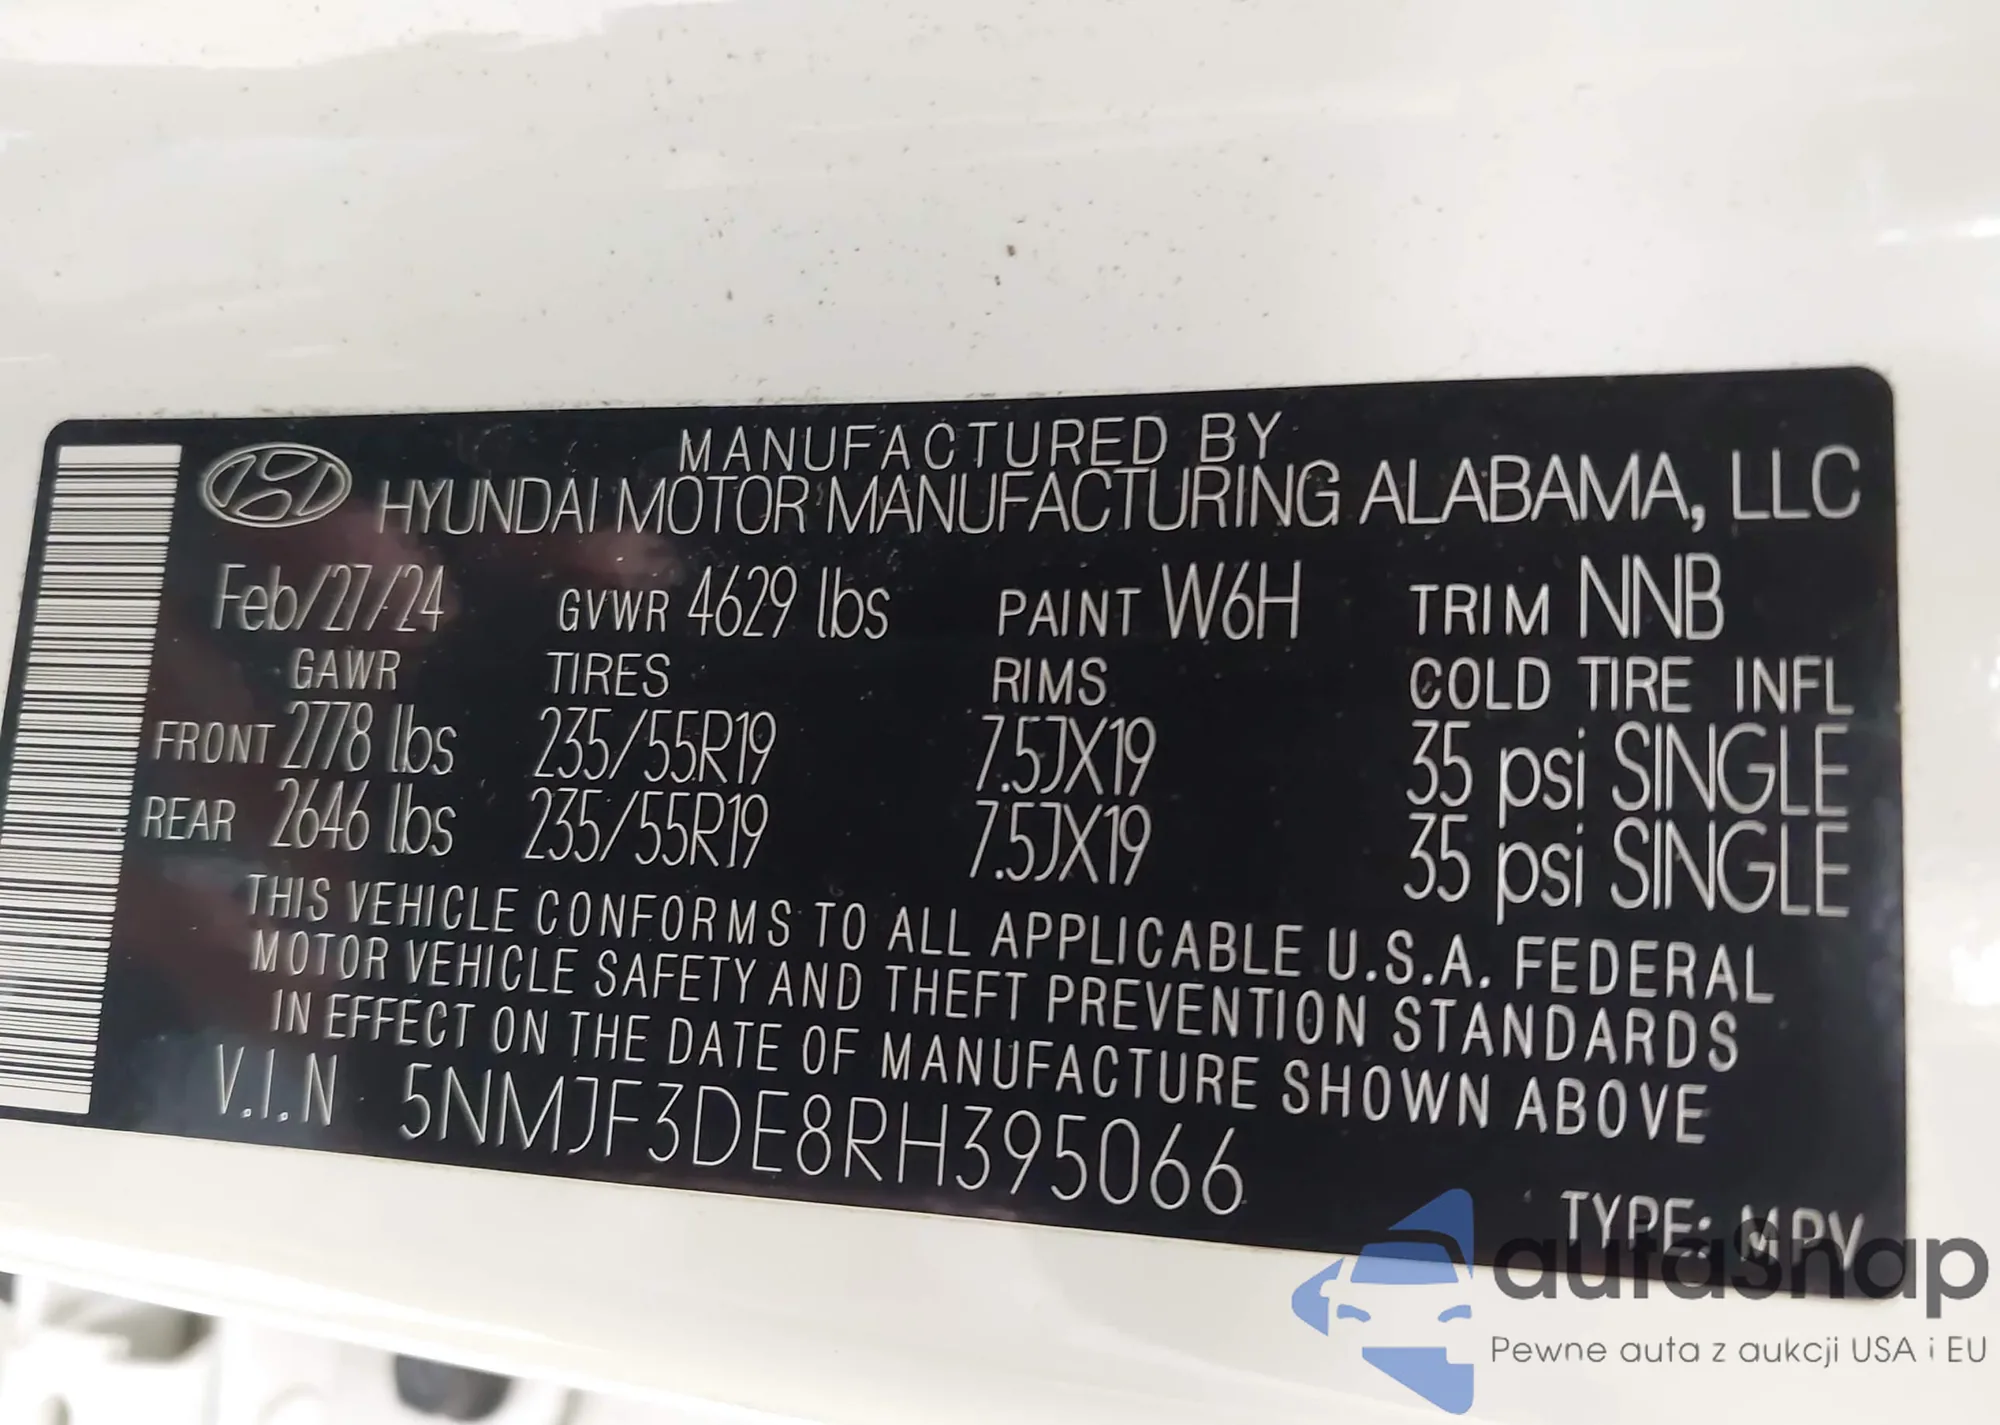 MANUFACTURED BY
HYUNDAI MOTOR MANUFACTURING ALABAMA, LLC
Feb/27/24 GVWR 4629 lbs PAINT W6H TRIM NNB
GAWR TIRES RIMS COLD TIRE INFL
FRONT 2778 lbs 235/55R19 7.5JX19 35 psi SINGLE
REAR 2646 lbs 235/55R19 7.5JX19 35 psi SINGLE
THIS VEHICLE CONFORMS TO ALL APPLICABLE U.S.A. FEDERAL
MOTOR VEHICLE SAFETY AND THEFT PREVENTION STANDARDS
IN EFFECT ON THE DATE OF MANUFACTURE SHOWN ABOVE
V.I.N 5NMJF3DE8RH395066
TYPE: MPV
autaSnap
Pewne auta z aukcji USA i EU